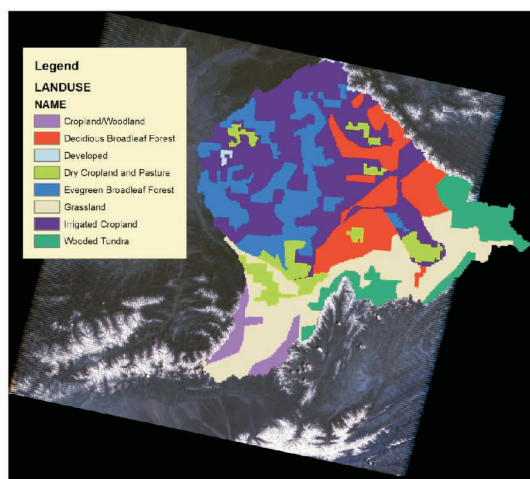 Legend
LANDUSE
NAME
Cropland/Woodland
Decidious Broadleaf Forest
Developed
Dry Cropland and Pasture
Evegreen Broadleaf Forest
Grassland
Irrigated Cropland
Wooded Tundra